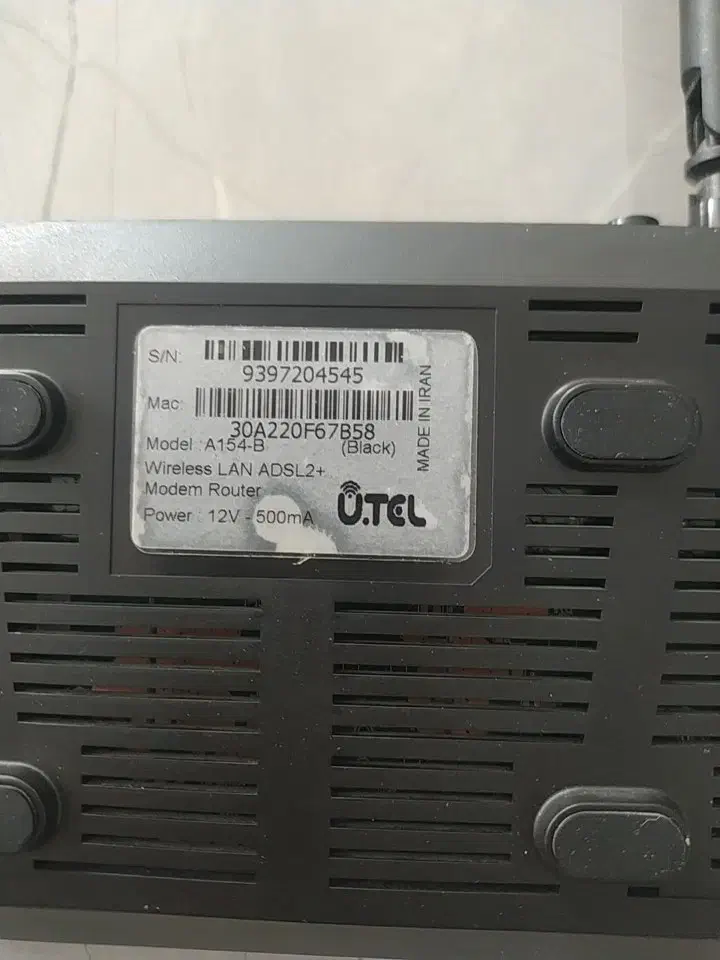 S/N:
9397204545
Mac:
30A220F67B58
Model : A154-B (Black)
Wireless LAN ADSL2+
Modem Router
Power : 12V - 500mA
U.TEL
MADE IN IRAN